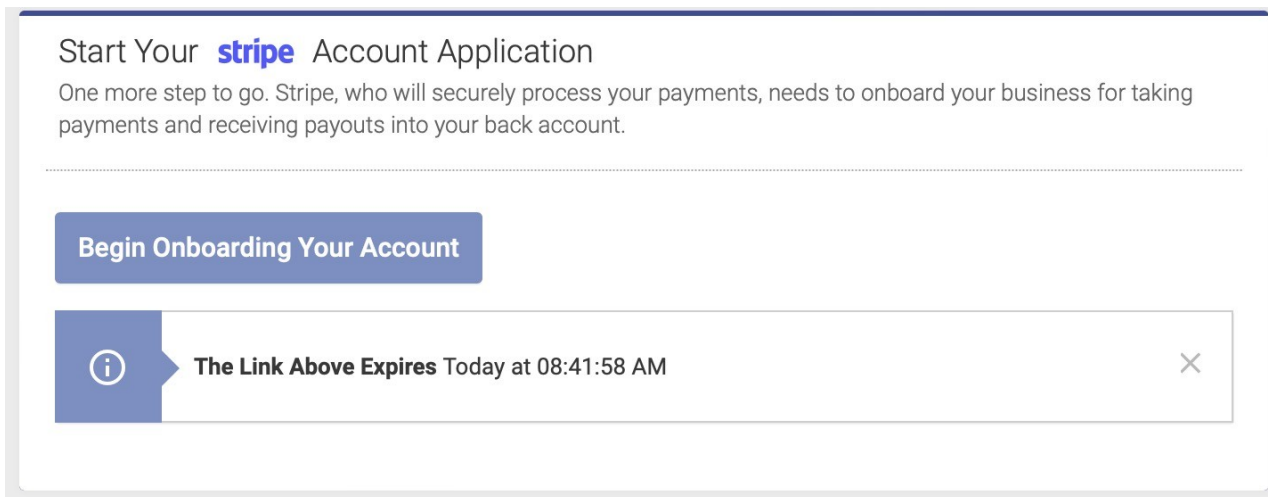 Start Your stripe Account Application
One more step to go. Stripe, who will securely process your payments, needs to onboard your business for taking
payments and receiving payouts into your back account.
Begin Onboarding Your Account
The Link Above Expires Today at 08:41:58 AM